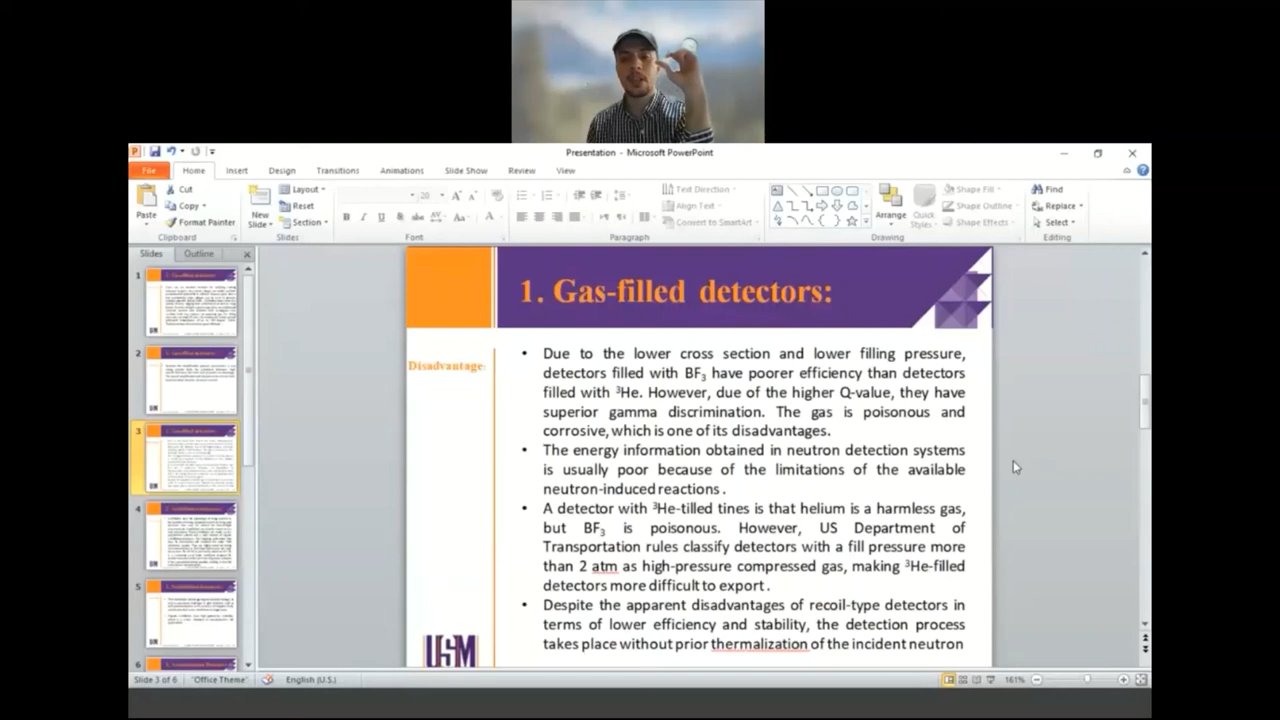 Presentation - Microsoft PowerPoint
File Home Insert Design Transitions Animations Slide Show Review View
Cut
Copy
Format Painter
Paste
Clipboard
New
Slide
Layout
Reset
Section
Slides
20
Font
Paragraph
Text Direction
Align Text
Convert to SmartArt
Arrange
Quick
Styles
Shape Fill
Shape Outline
Shape Effects
Drawing
Find
Replace
Select
Editing
Slides Outline
1
2
3
4
5
6
1. Gas-filled detectors:
Disadvantage:
• Due to the lower cross section and lower filling pressure,
detectors filled with BF₃ have poorer efficiency than detectors
filled with ³He. However, due of the higher Q-value, they have
superior gamma discrimination. The gas is poisonous and
corrosive, which is one of its disadvantages.
• The energy information obtained in neutron detection systems
is usually poor because of the limitations of the available
neutron-induced reactions .
• A detector with ³He-tilled tines is that helium is a harmless gas,
but BF₃ is poisonous. However, US Department of
Transportation rules classify detectors with a fill pressure more
than 2 atm as high-pressure compressed gas, making ³He-filled
detectors difficult to export .
• Despite the apparent disadvantages of recoil-type detectors in
terms of lower efficiency and stability, the detection process
takes place without prior thermalization of the incident neutron
USM
Slide 3 of 6 "Office Theme" English (U.S.) 161%